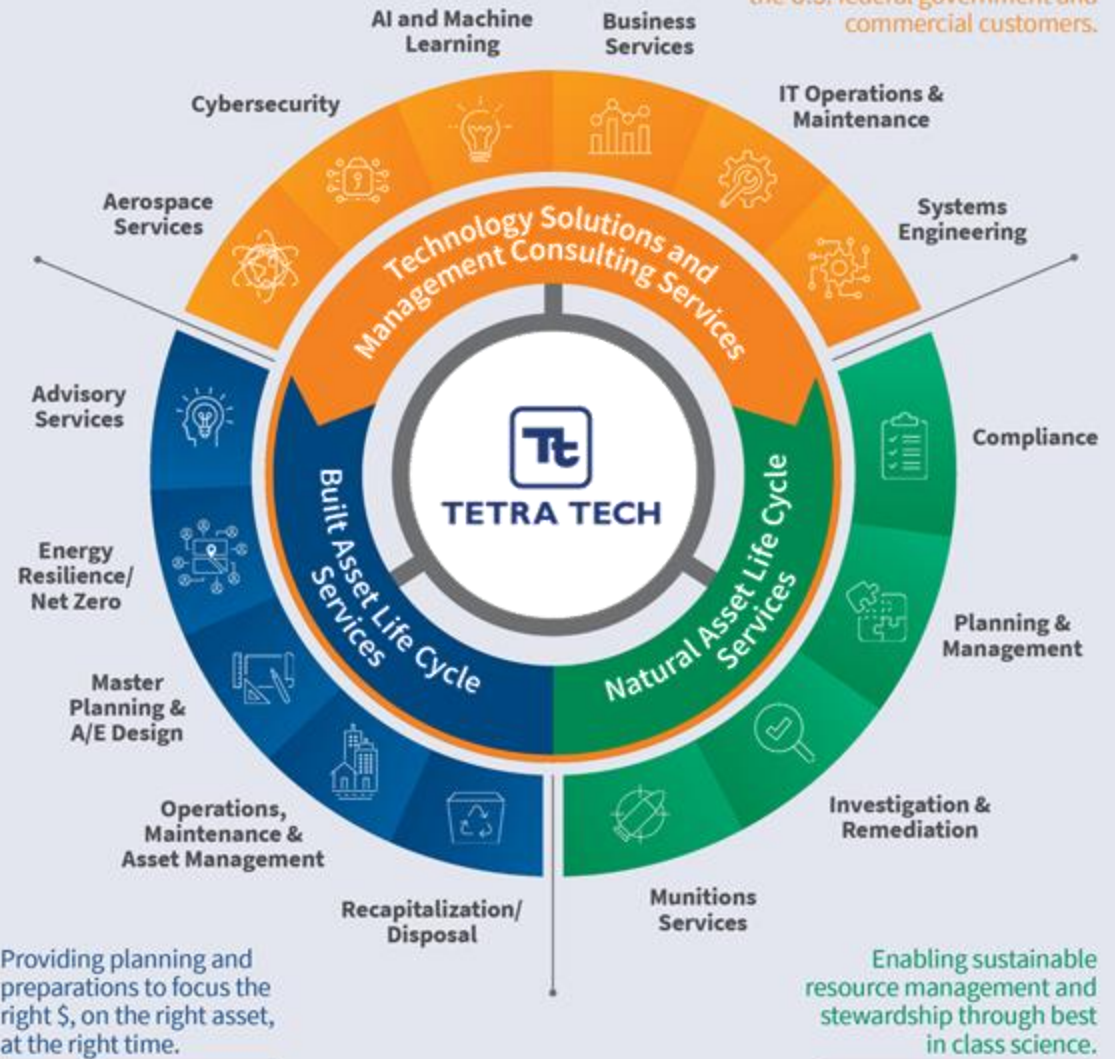 the U.S. federal government and
commercial customers.
AI and Machine
Learning
Business
Services
Cybersecurity
IT Operations &
Maintenance
Aerospace
Services
Systems
Engineering
Technology Solutions and
Management Consulting Services
Advisory
Services
Compliance
Tt
TETRA TECH
Built Asset Life Cycle
Services
Natural Asset Life Cycle
Services
Energy
Resilience/
Net Zero
Planning &
Management
Master
Planning &
A/E Design
Operations,
Maintenance &
Asset Management
Investigation &
Remediation
Recapitalization/
Disposal
Munitions
Services
Providing planning and
preparations to focus the
right $, on the right asset,
at the right time.
Enabling sustainable
resource management and
stewardship through best
in class science.